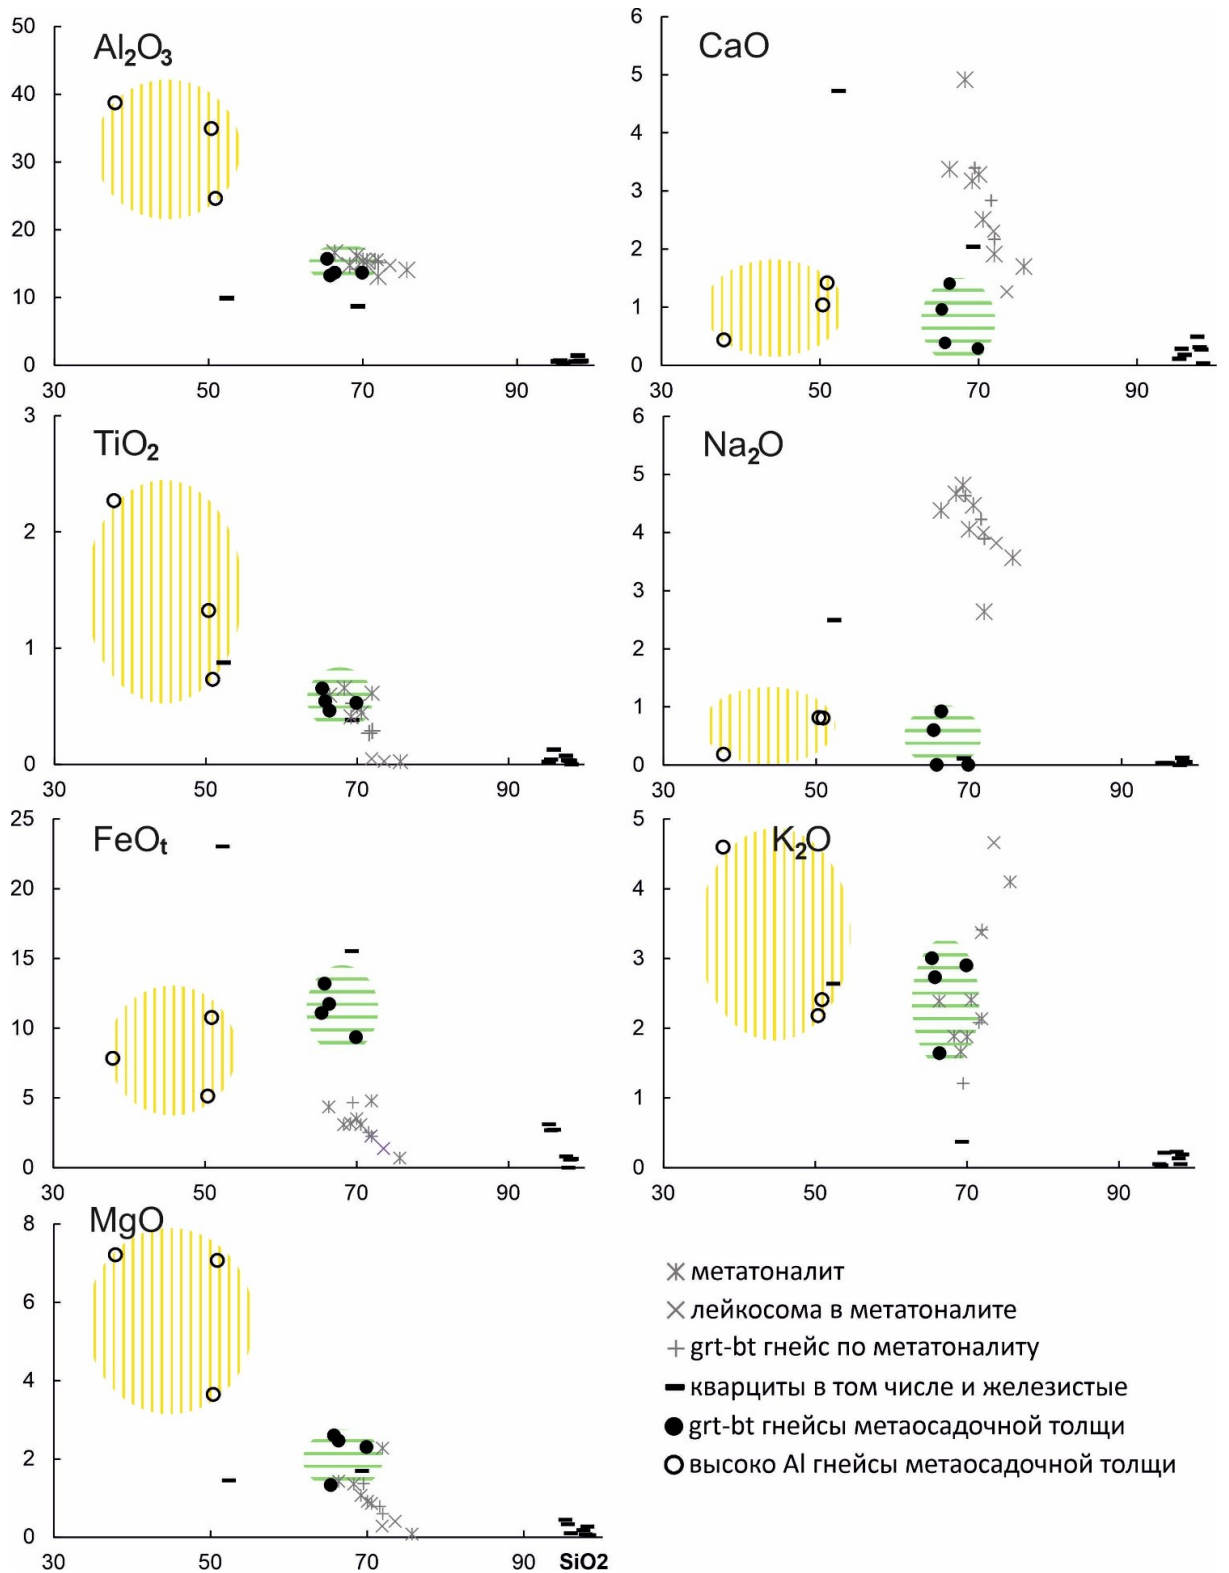 Al₂O₃
50
40
30
20
10
0
30 50 70 90
CaO
6
5
4
3
2
1
0
30 50 70 90
TiO₂
3
2
1
0
30 50 70 90
Na₂O
6
5
4
3
2
1
0
30 50 70 90
FeOₜ
25
20
15
10
5
0
30 50 70 90
K₂O
5
4
3
2
1
0
30 50 70 90
MgO
8
6
4
2
0
30 50 70 90 SiO2
метатоналит
лейкосома в метатоналите
grt-bt гнейс по метатоналиту
кварциты в том числе и железистые
grt-bt гнейсы метаосадочной толщи
высоко Al гнейсы метаосадочной толщи